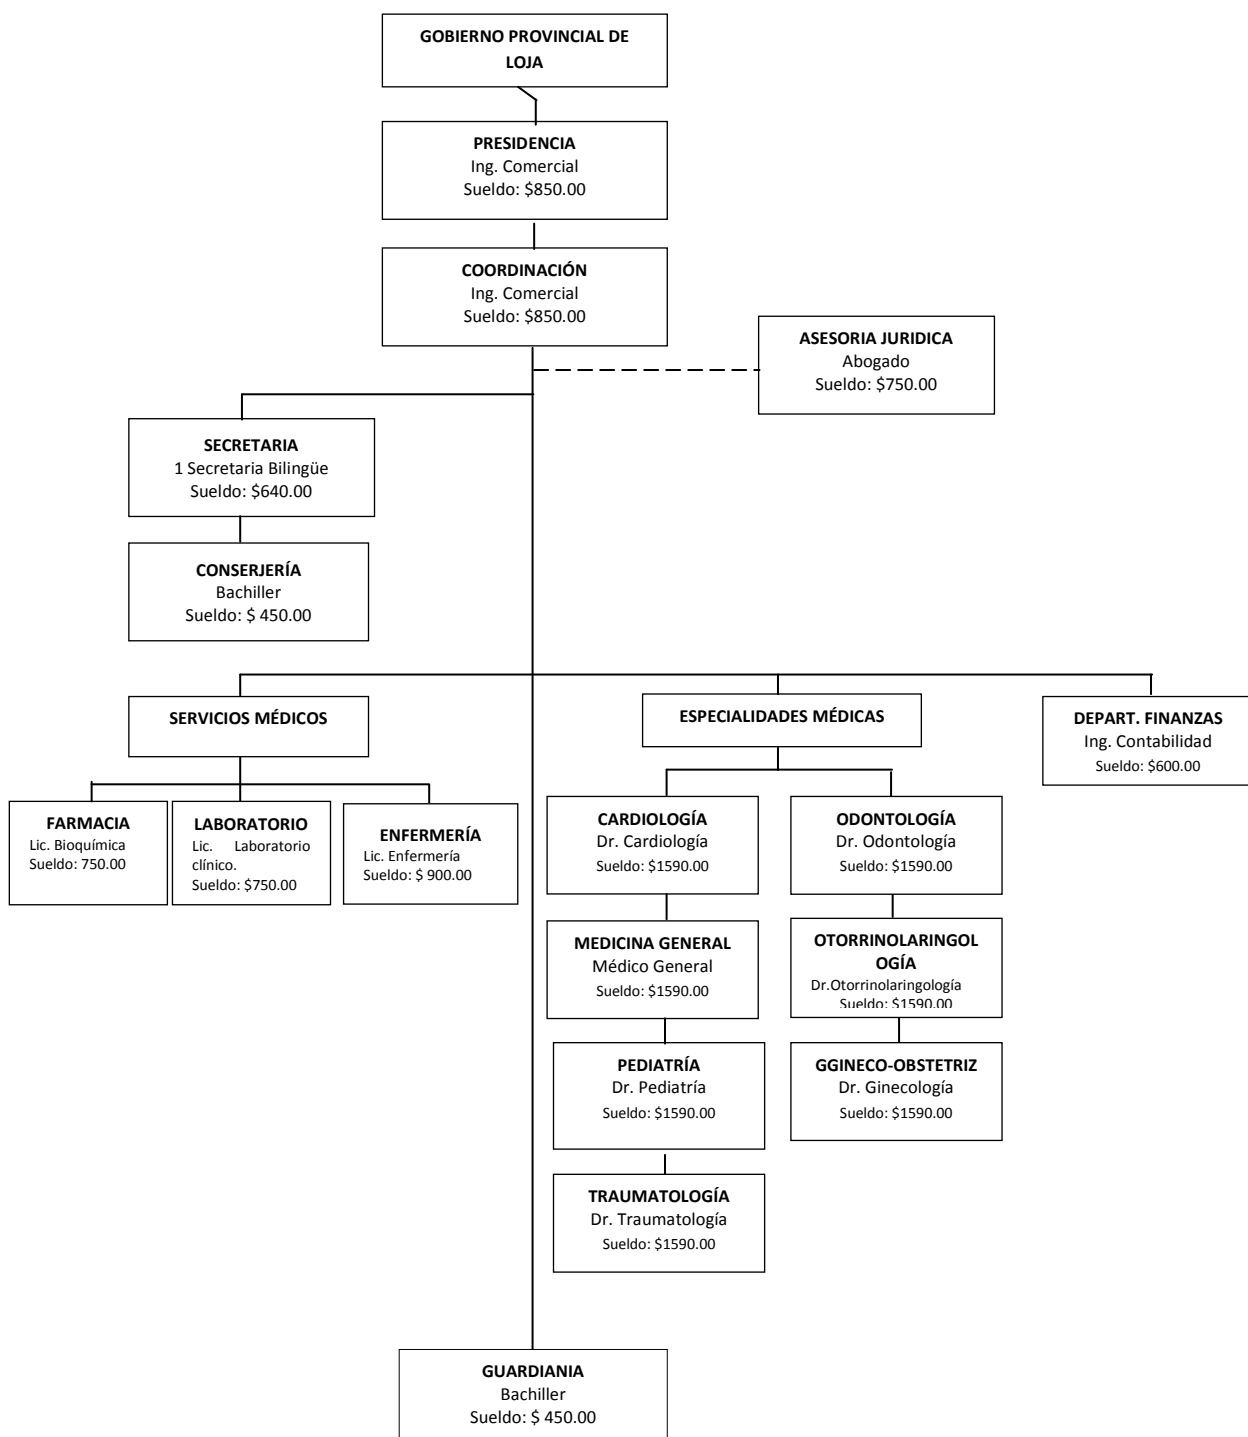 GOBIERNO PROVINCIAL DE
LOJA
PRESIDENCIA
Ing. Comercial
Sueldo: $850.00
COORDINACIÓN
Ing. Comercial
Sueldo: $850.00
ASESORIA JURIDICA
Abogado
Sueldo: $750.00
SECRETARIA
1 Secretaria Bilingüe
Sueldo: $640.00
CONSERJERÍA
Bachiller
Sueldo: $ 450.00
SERVICIOS MÉDICOS
ESPECIALIDADES MÉDICAS
DEPART. FINANZAS
Ing. Contabilidad
Sueldo: $600.00
FARMACIA
Lic. Bioquímica
Sueldo: 750.00
LABORATORIO
Lic. Laboratorio
clínico.
Sueldo: $750.00
ENFERMERÍA
Lic. Enfermería
Sueldo: $ 900.00
CARDIOLOGÍA
Dr. Cardiología
Sueldo: $1590.00
ODONTOLOGÍA
Dr. Odontología
Sueldo: $1590.00
MEDICINA GENERAL
Médico General
Sueldo: $1590.00
OTORRINOLARINGOL
OGÍA
Dr.Otorrinolaringología
Sueldo: $1590.00
PEDIATRÍA
Dr. Pediatría
Sueldo: $1590.00
GGINECO-OBSTETRIZ
Dr. Ginecología
Sueldo: $1590.00
TRAUMATOLOGÍA
Dr. Traumatología
Sueldo: $1590.00
GUARDIANIA
Bachiller
Sueldo: $ 450.00